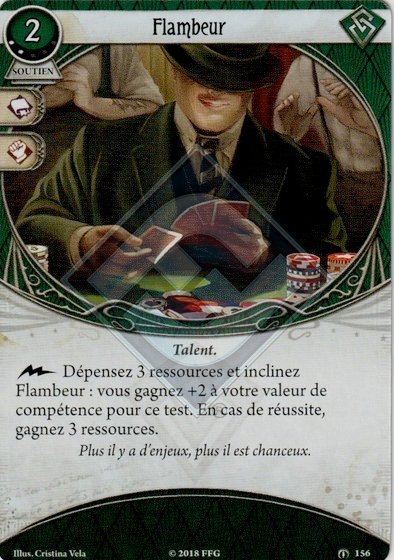 2
Flambeur
SOUTIEN
Talent.
Dépensez 3 ressources et inclinez
Flambeur : vous gagnez +2 à votre valeur de
compétence pour ce test. En cas de réussite,
gagnez 3 ressources.
Plus il y a d'enjeux, plus il est chanceux.
Illus. Cristina Vela
© 2018 FFG
156